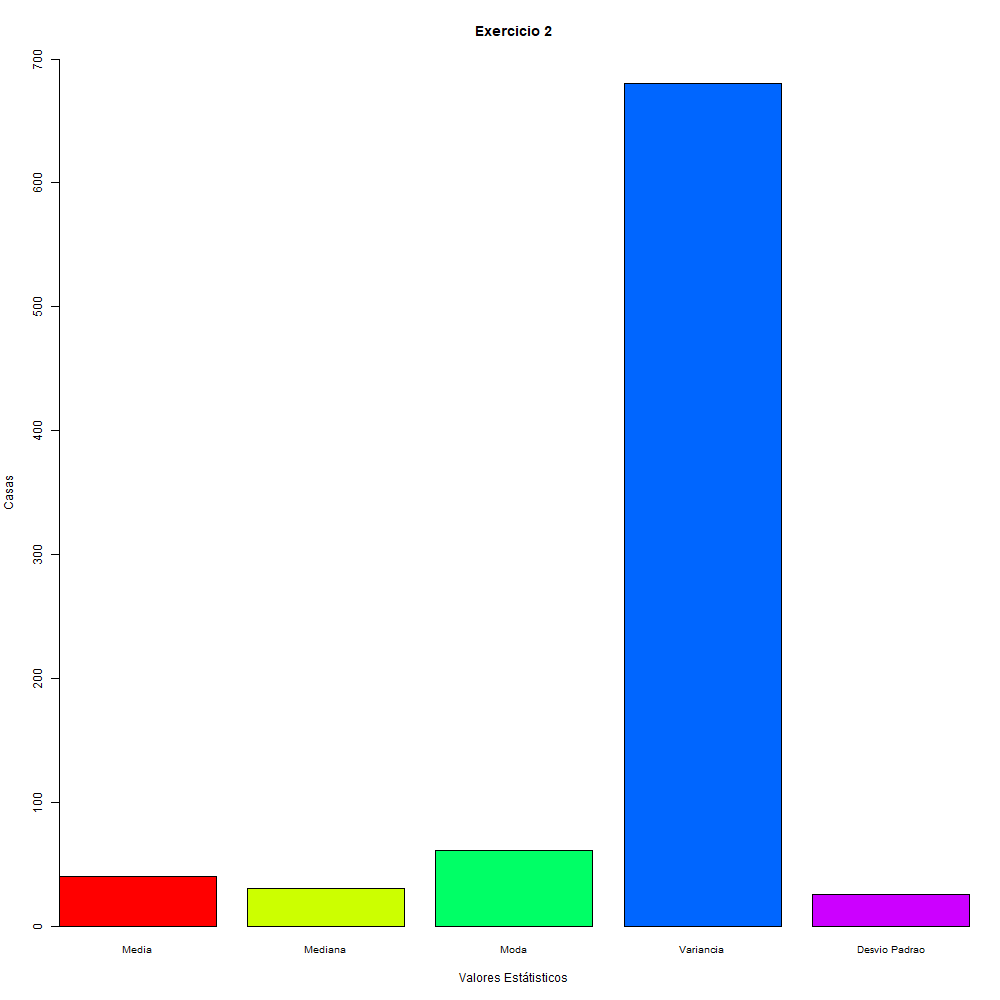 Exercicio 2
700
600
500
400
300
200
100
0
Casas
Media
Mediana
Moda
Variancia
Desvio Padrao
Valores Estátisticos